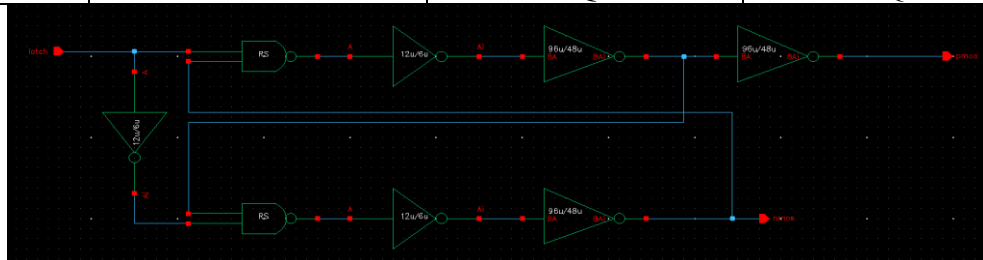 latch
RS
A
12u/6u
AI
96u/48u
BA
BAI
96u/48u
BA
BAI
pmos
A
12u/6u
AI
RS
A
12u/6u
AI
96u/48u
BA
BAI
nmos